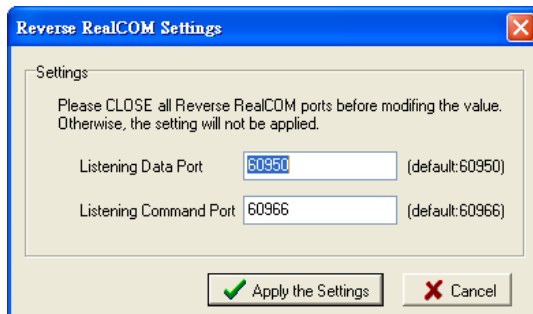 Reverse RealCOM Settings
Settings
Please CLOSE all Reverse RealCOM ports before modifing the value.
Otherwise, the setting will not be applied.
Listening Data Port 60950 (default:60950)
Listening Command Port 60966 (default:60966)
Apply the Settings Cancel